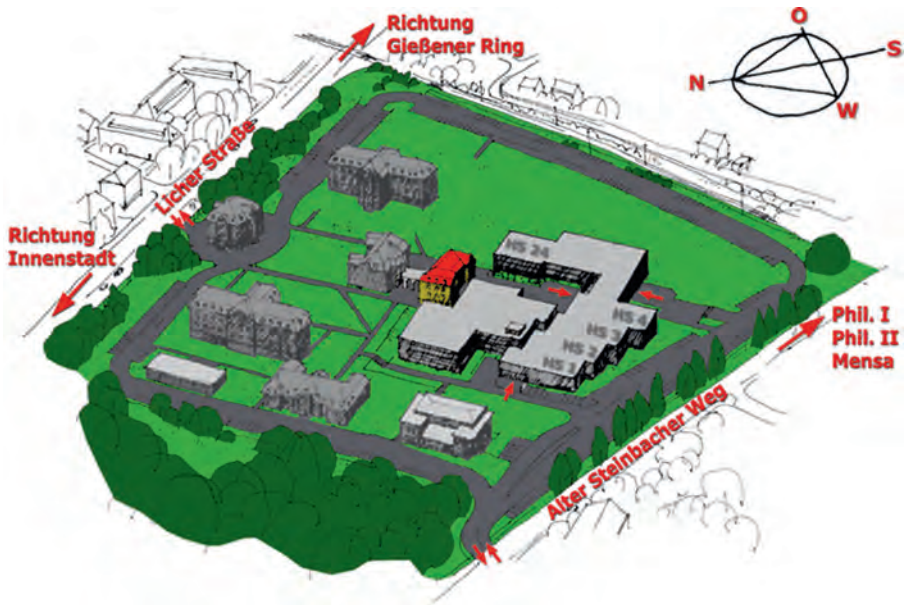 Richtung
Gießener Ring
O
S
N
W
Licher Straße
Richtung
Innenstadt
HS 24
HS 4
HS 3
HS 2
HS 1
Phil. I
Phil. II
Mensa
Alter Steinbacher Weg